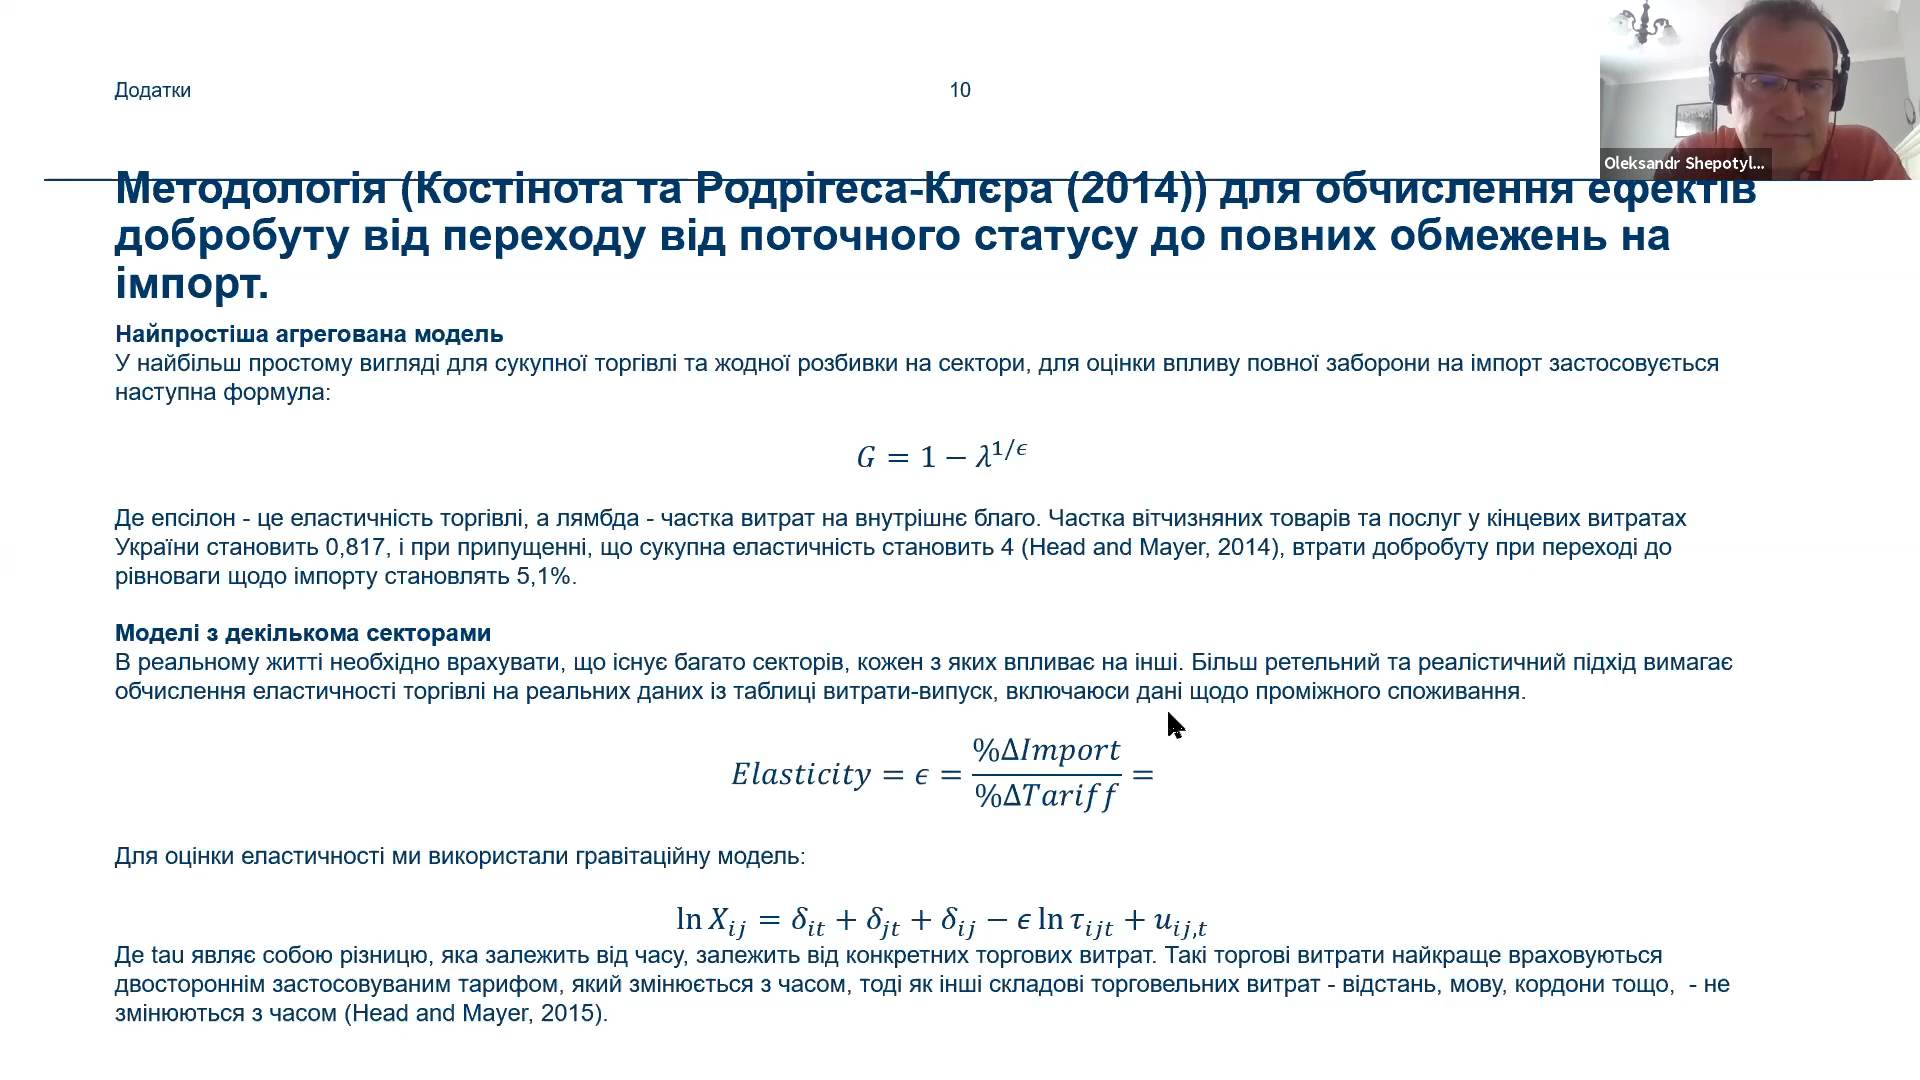 Додатки
10
Oleksandr Shepotyl...
Методологія (Костінота та Родрігеса-Клєра (2014)) для обчислення ефектів
добробуту від переходу від поточного статусу до повних обмежень на
імпорт.
Найпростіша агрегована модель
У найбільш простому вигляді для сукупної торгівлі та жодної розбивки на сектори, для оцінки впливу повної заборони на імпорт застосовується
наступна формула:
G = 1 − λ^{1/ϵ}
Де епсілон - це еластичність торгівлі, а лямбда - частка витрат на внутрішнє благо. Частка вітчизняних товарів та послуг у кінцевих витратах
України становить 0,817, і при припущенні, що сукупна еластичність становить 4 (Head and Mayer, 2014), втрати добробуту при переході до
рівноваги щодо імпорту становлять 5,1%.
Моделі з декількома секторами
В реальному житті необхідно врахувати, що існує багато секторів, кожен з яких впливає на інші. Більш ретельний та реалістичний підхід вимагає
обчислення еластичності торгівлі на реальних даних із таблиці витрати-випуск, включаюси дані щодо проміжного споживання.
Elasticity = ϵ = %ΔImport / %ΔTariff =
Для оцінки еластичності ми використали гравітаційну модель:
ln X_{ij} = δ_{it} + δ_{jt} + δ_{ij} − ϵ ln τ_{ijt} + u_{ij,t}
Де tau являє собою різницю, яка залежить від часу, залежить від конкретних торгових витрат. Такі торгові витрати найкраще враховуються
двостороннім застосовуваним тарифом, який змінюється з часом, тоді як інші складові торговельних витрат - відстань, мову, кордони тощо,  - не
змінюються з часом (Head and Mayer, 2015).